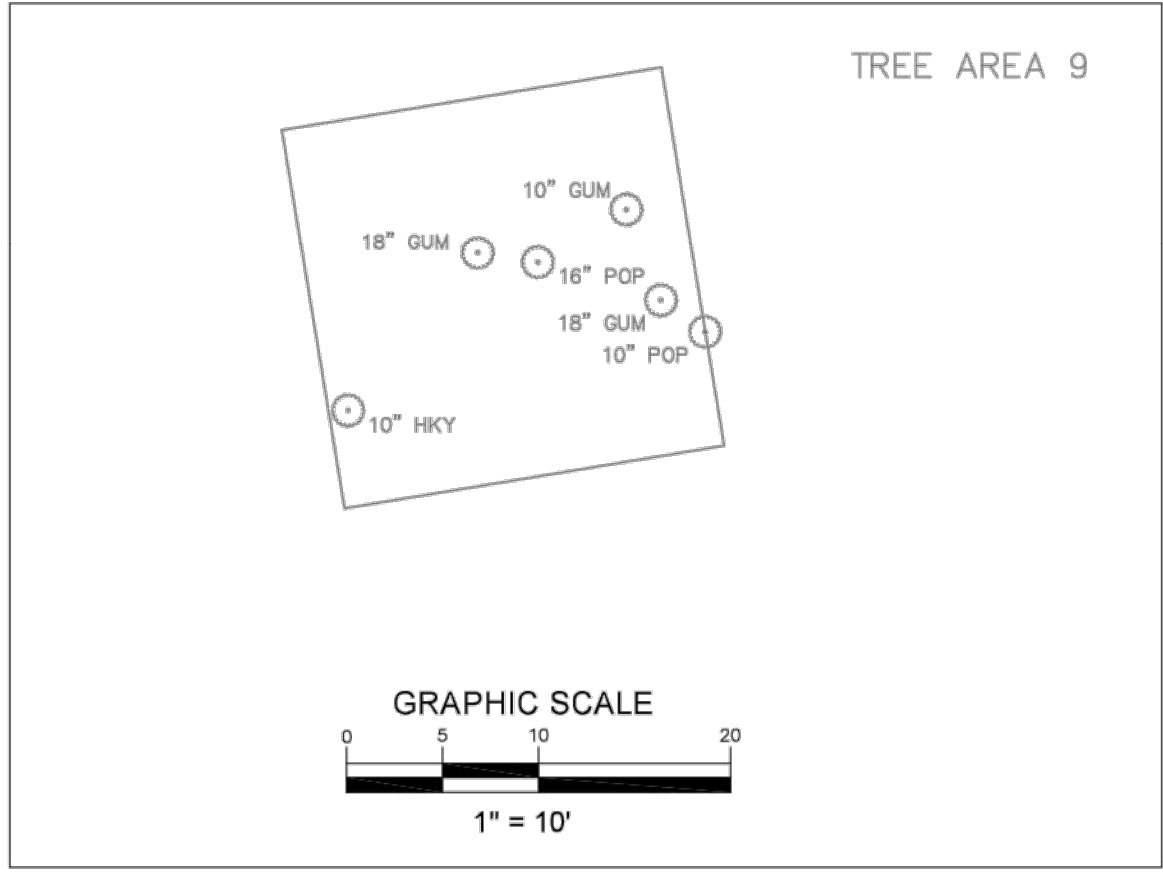 TREE AREA 9
10” GUM
18” GUM
16” POP
18” GUM
10” POP
10” HKY
GRAPHIC SCALE
0 5 10 20
1" = 10'